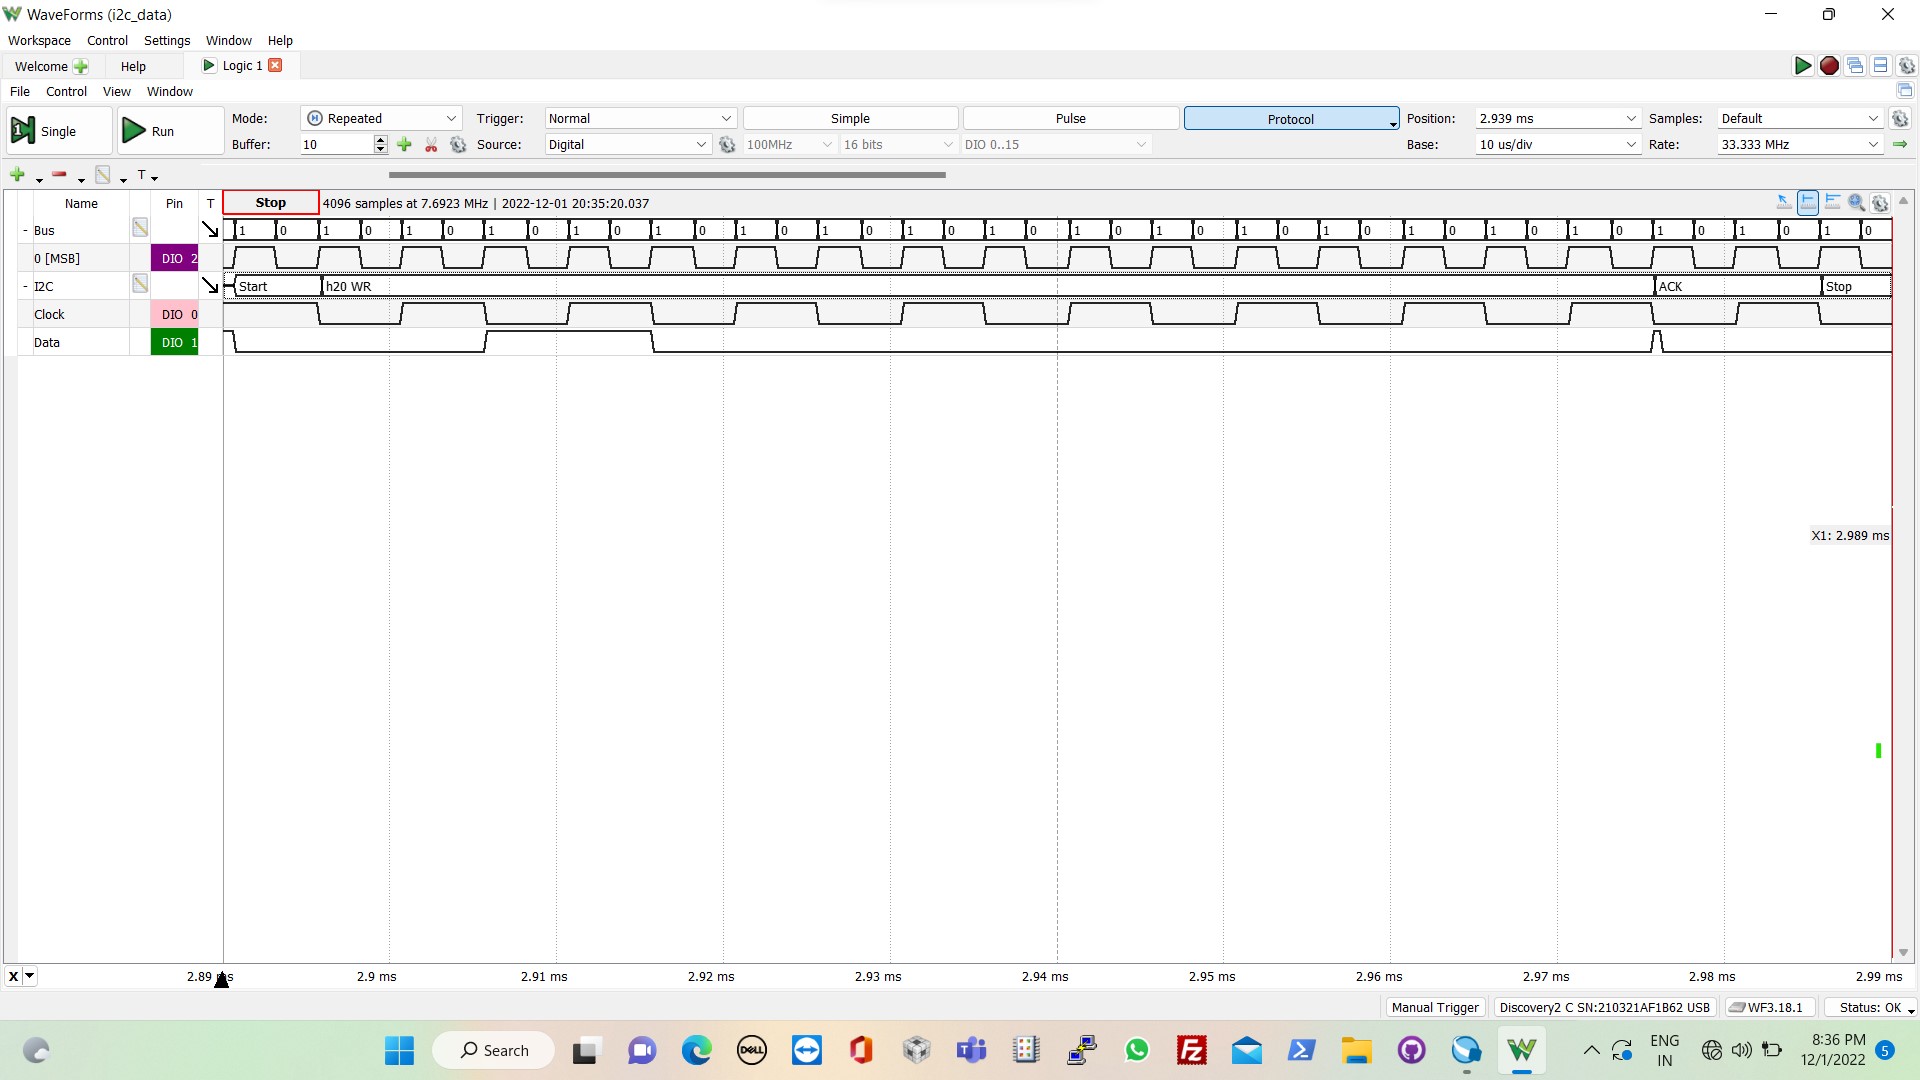 WaveForms (i2c_data)
Workspace Control Settings Window Help
Welcome Help Logic 1
File Control View Window
Single Run Mode: Repeated Trigger: Normal Simple Pulse Protocol Position: 2.939 ms Samples: Default
Buffer: 10 Source: Digital 100MHz 16 bits DIO 0..15 Base: 10 us/div Rate: 33.333 MHz
T
Name Pin T Stop 4096 samples at 7.6923 MHz | 2022-12-01 20:35:20.037
- Bus 1 0 1 0 1 0 1 0 1 0 1 0 1 0 1 0 1 0 1 0 1 0 1 0 1 0 1 0 1 0 1 0 1 0 1 0 1 0 1 0
0 [MSB] DIO 2
- I2C Start h20 WR ACK Stop
Clock DIO 0
Data DIO 1
X1: 2.989 ms
X 2.89 ms 2.9 ms 2.91 ms 2.92 ms 2.93 ms 2.94 ms 2.95 ms 2.96 ms 2.97 ms 2.98 ms 2.99 ms
Manual Trigger Discovery2 C SN:210321AF1B62 USB WF3.18.1 Status: OK
Search DELL ENG IN 8:36 PM 12/1/2022 5